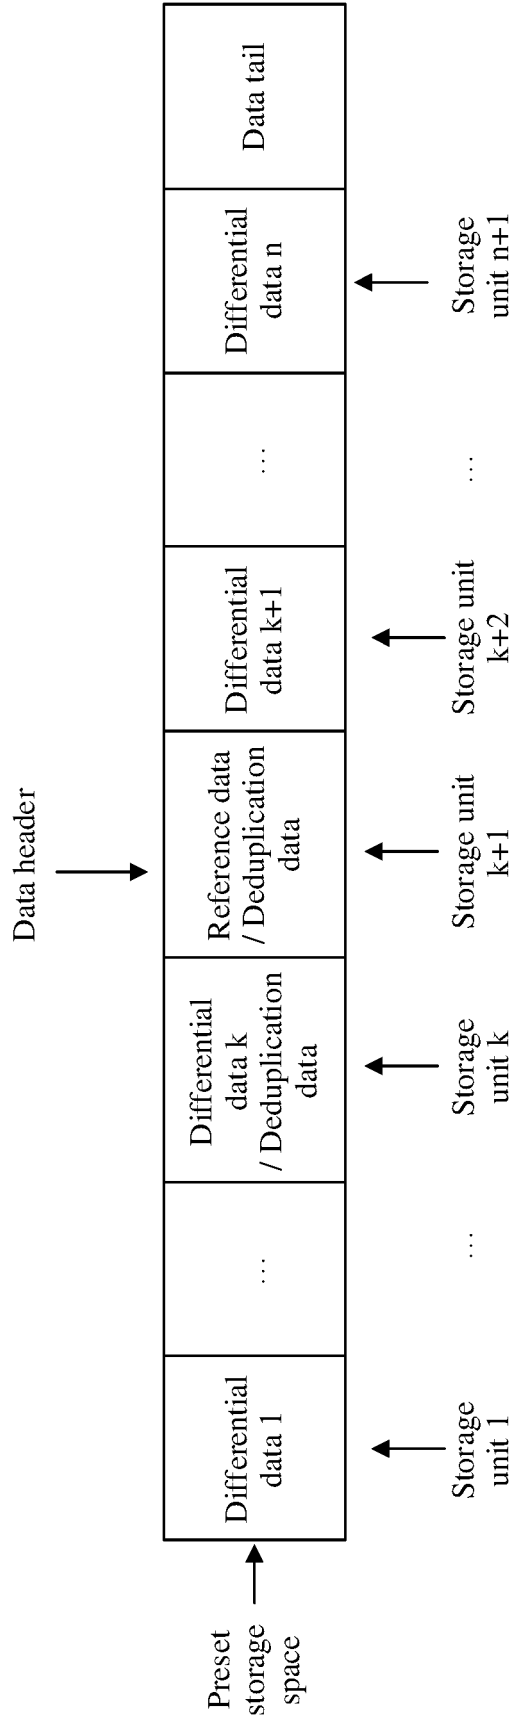 Data header
Preset
storage
space
Differential
data 1
…
Differential
data k
/ Deduplication
data
Reference data
/ Deduplication
data
Differential
data k+1
…
Differential
data n
Data tail
Storage
unit 1
…
Storage
unit k
Storage unit
k+1
Storage unit
k+2
…
Storage
unit n+1